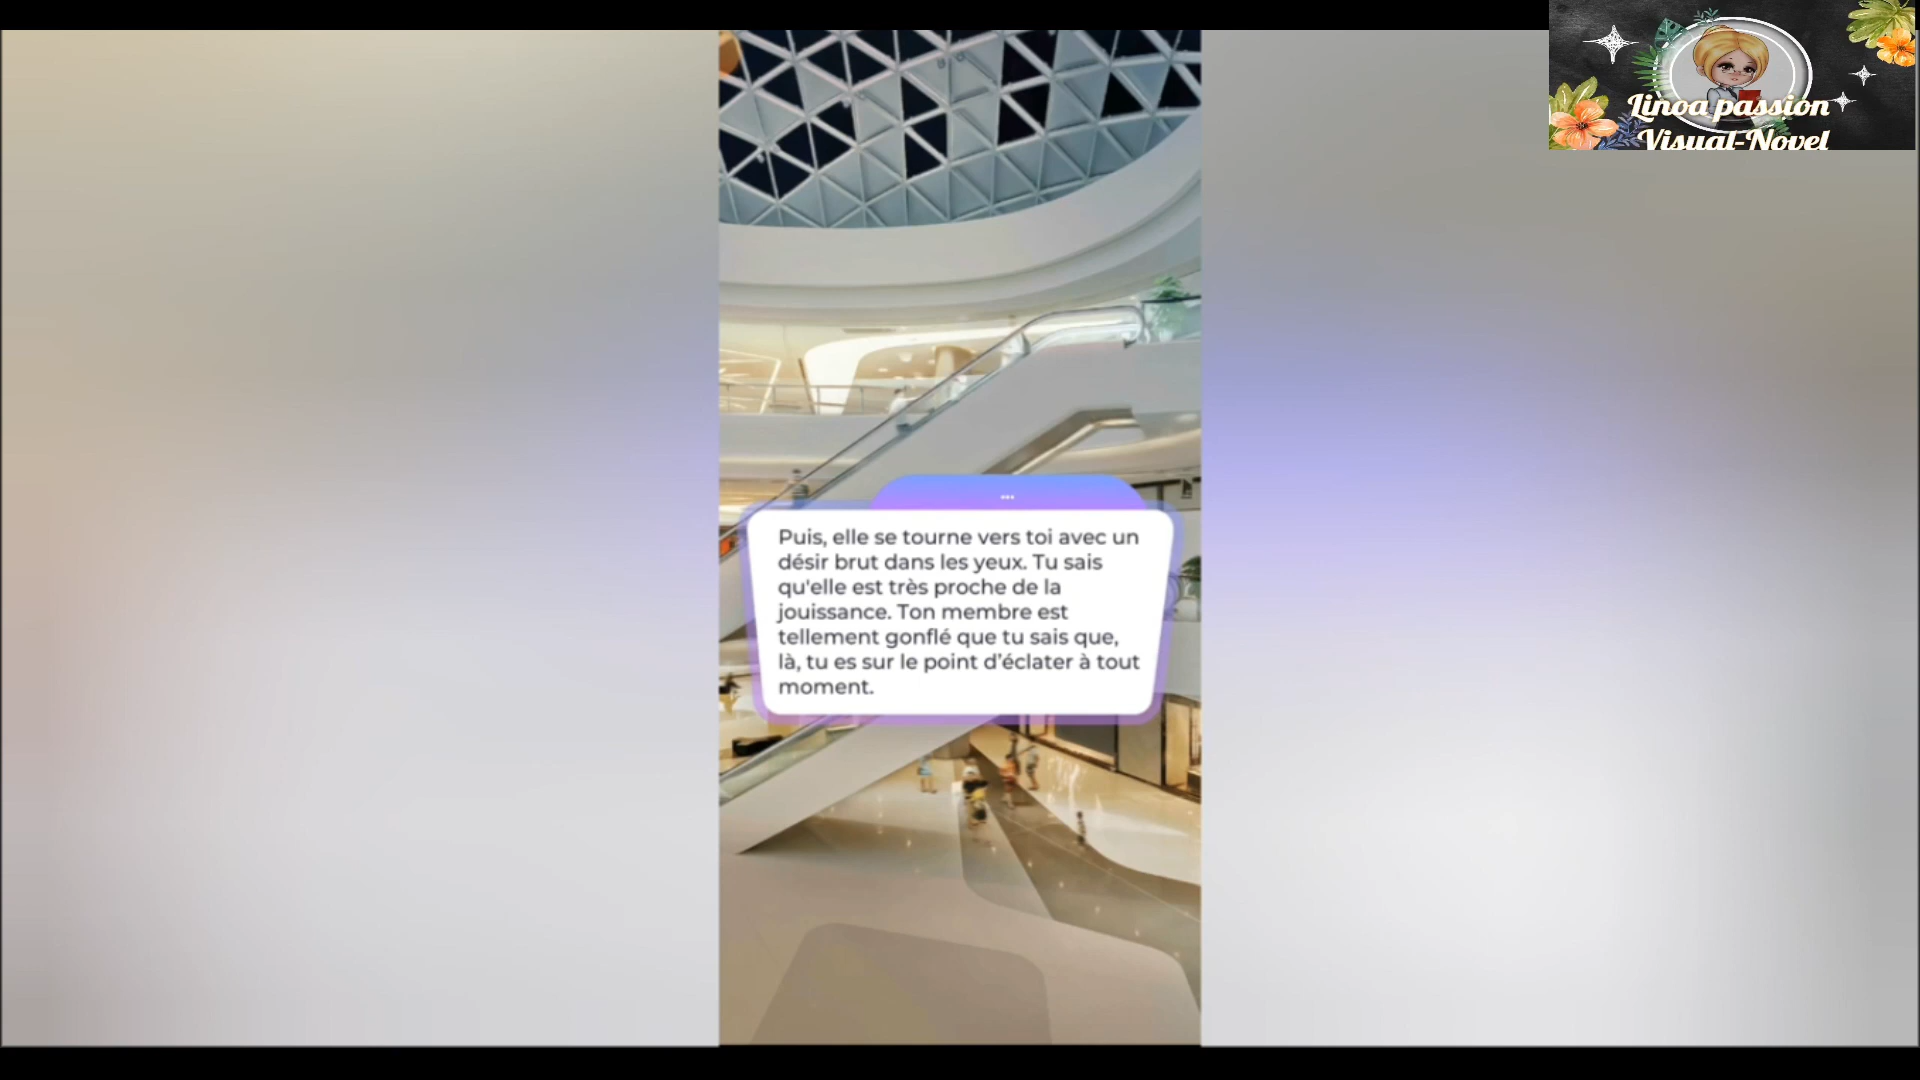 Linoa passion
Visual-Novel
...
Puis, elle se tourne vers toi avec un
désir brut dans les yeux. Tu sais
qu'elle est très proche de la
jouissance. Ton membre est
tellement gonflé que tu sais que,
là, tu es sur le point d’éclater à tout
moment.